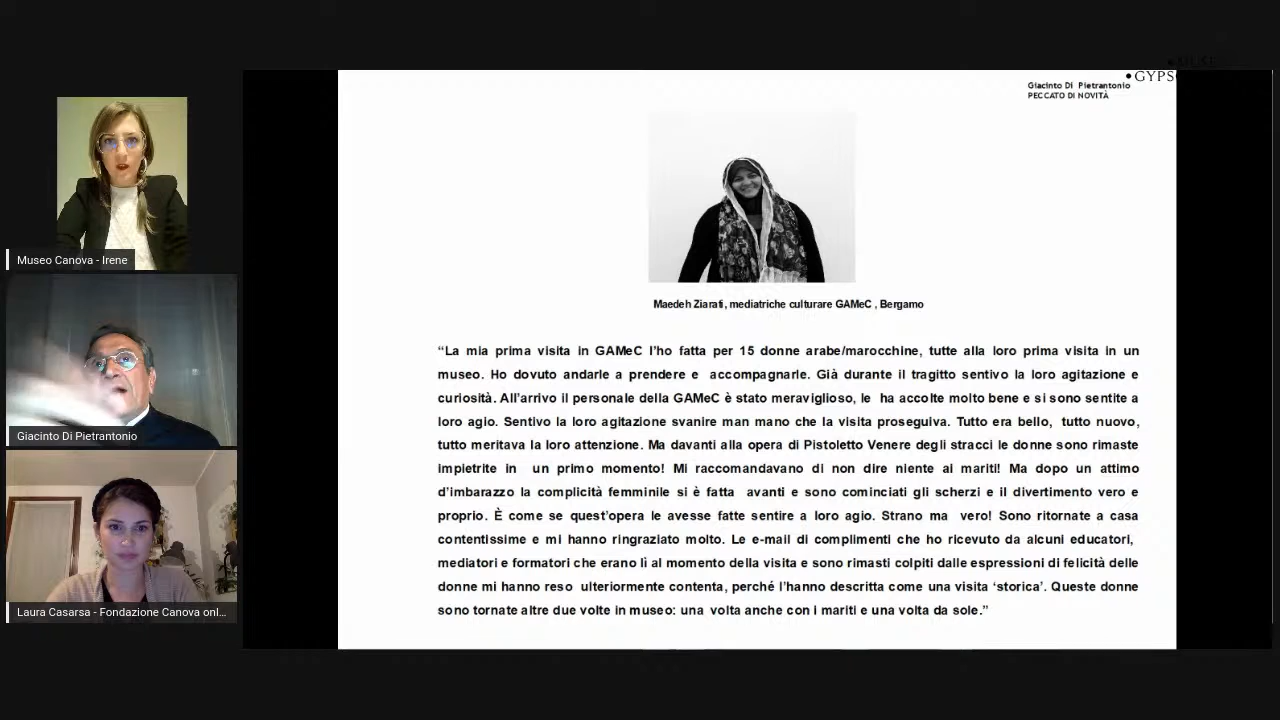 GYPS
Giacinto Di Pietrantonio
PECCATO DI NOVITÀ
Museo Canova - Irene
Giacinto Di Pietrantonio
Laura Casarsa - Fondazione Canova onl...
Maedeh Ziarati, mediatriche culturare GAMeC , Bergamo
“La mia prima visita in GAMeC l’ho fatta per 15 donne arabe/marocchine, tutte alla loro prima visita in un
museo. Ho dovuto andarle a prendere e accompagnarle. Già durante il tragitto sentivo la loro agitazione e
curiosità. All’arrivo il personale della GAMeC è stato meraviglioso, le ha accolte molto bene e si sono sentite a
loro agio. Sentivo la loro agitazione svanire man mano che la visita proseguiva. Tutto era bello, tutto nuovo,
tutto meritava la loro attenzione. Ma davanti alla opera di Pistoletto Venere degli stracci le donne sono rimaste
impietrite in un primo momento! Mi raccomandavano di non dire niente ai mariti! Ma dopo un attimo
d’imbarazzo la complicità femminile si è fatta avanti e sono cominciati gli scherzi e il divertimento vero e
proprio. È come se quest’opera le avesse fatte sentire a loro agio. Strano ma vero! Sono ritornate a casa
contentissime e mi hanno ringraziato molto. Le e-mail di complimenti che ho ricevuto da alcuni educatori,
mediatori e formatori che erano lì al momento della visita e sono rimasti colpiti dalle espressioni di felicità delle
donne mi hanno reso ulteriormente contenta, perché l’hanno descritta come una visita ‘storica’. Queste donne
sono tornate altre due volte in museo: una volta anche con i mariti e una volta da sole.”